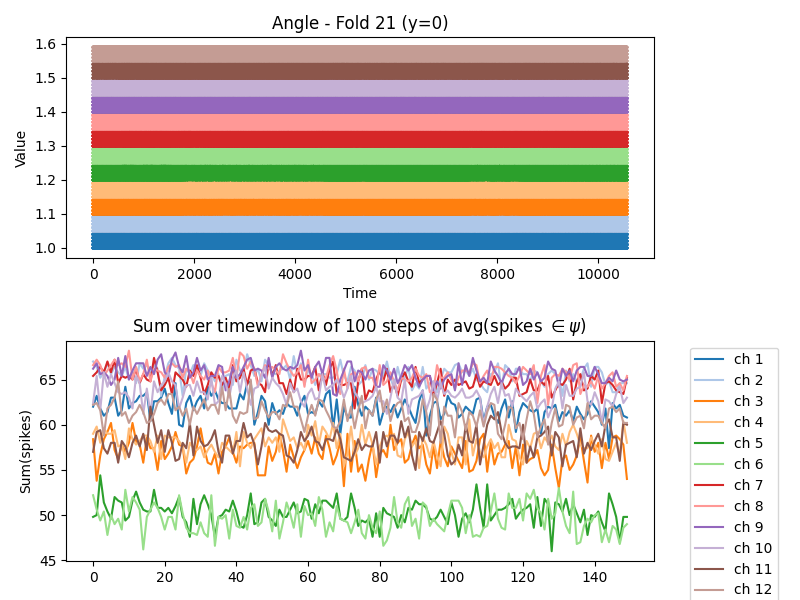 Angle - Fold 21 (y=0)
Value
1.6
1.5
1.4
1.3
1.2
1.1
1.0
0 2000 4000 6000 8000 10000
Time
Sum over timewindow of 100 steps of avg(spikes ∈ ψ)
Sum(spikes)
65
60
55
50
45
0 20 40 60 80 100 120 140
ch 1
ch 2
ch 3
ch 4
ch 5
ch 6
ch 7
ch 8
ch 9
ch 10
ch 11
ch 12